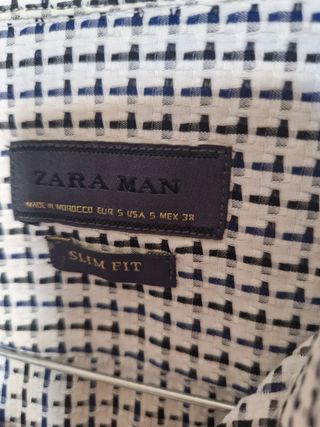 ZARA MAN
MADE IN MOROCCO EUR S USA S MEX 38
SLIM FIT